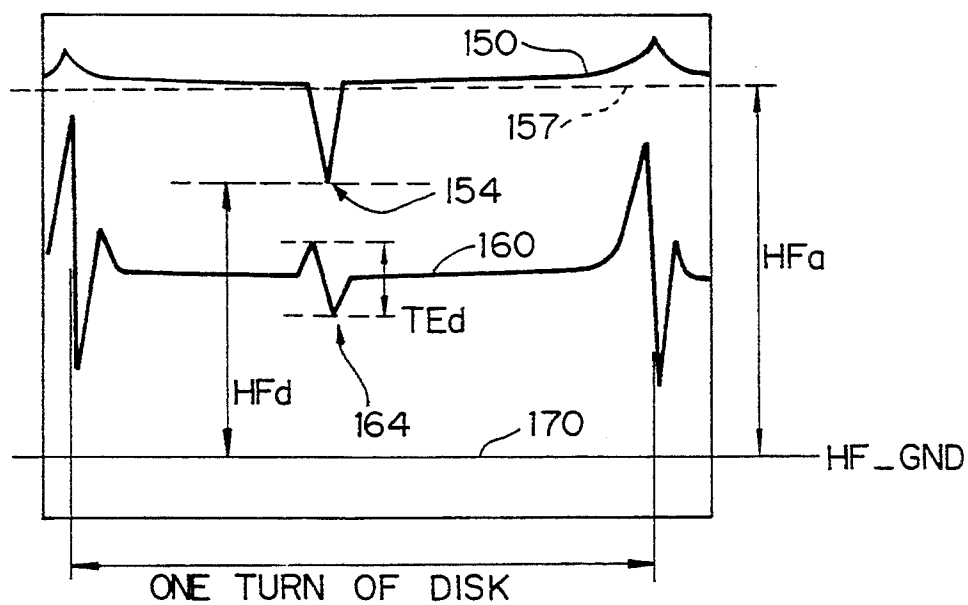 150
157
154
160
HFa
TEd
HFd
164
170
HF_GND
ONE TURN OF DISK